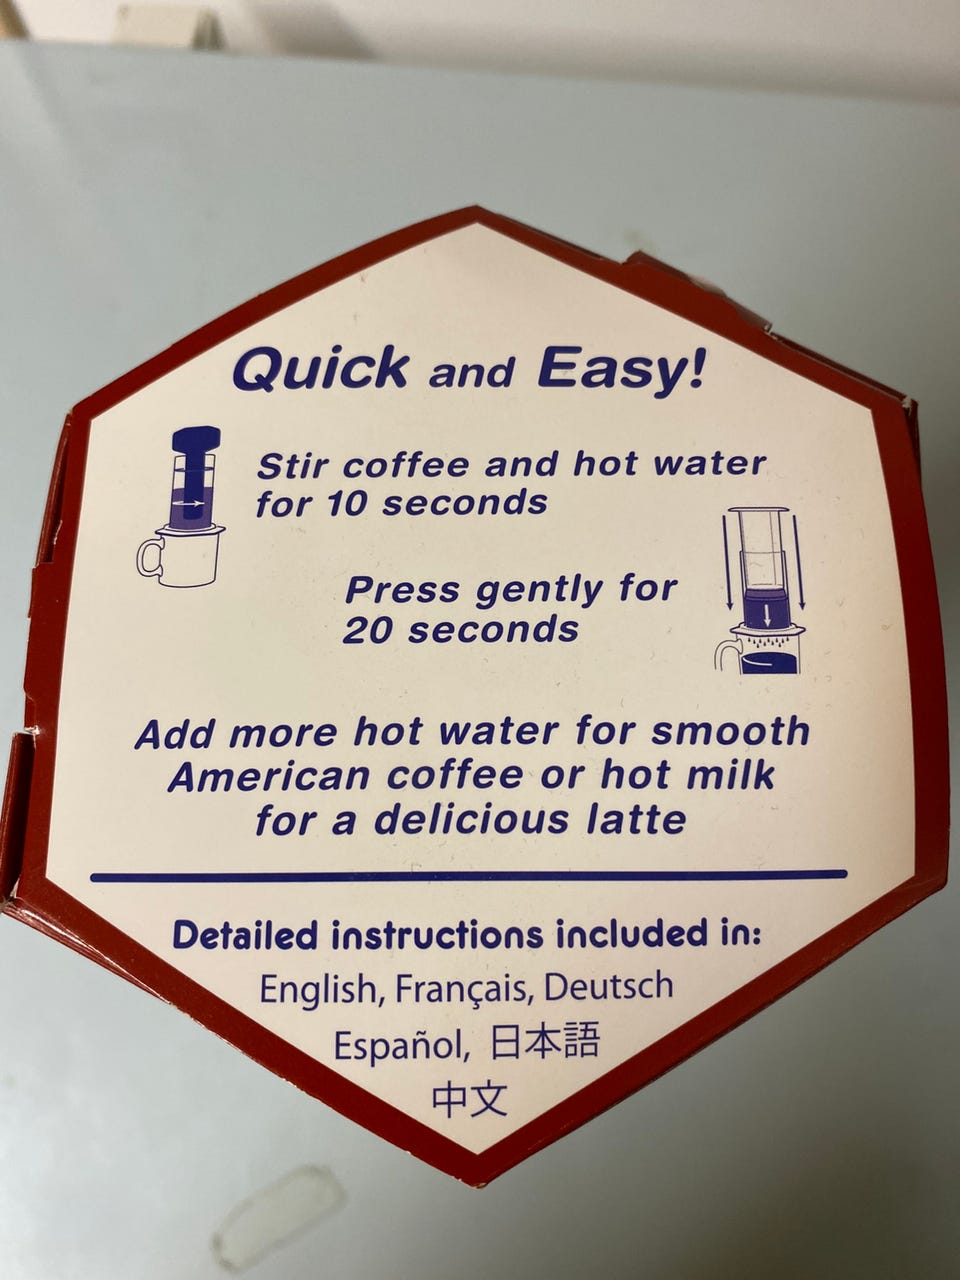 Quick and Easy!
Stir coffee and hot water
for 10 seconds
Press gently for
20 seconds
Add more hot water for smooth
American coffee or hot milk
for a delicious latte
Detailed instructions included in:
English, Français, Deutsch
Español, 日本語
中文